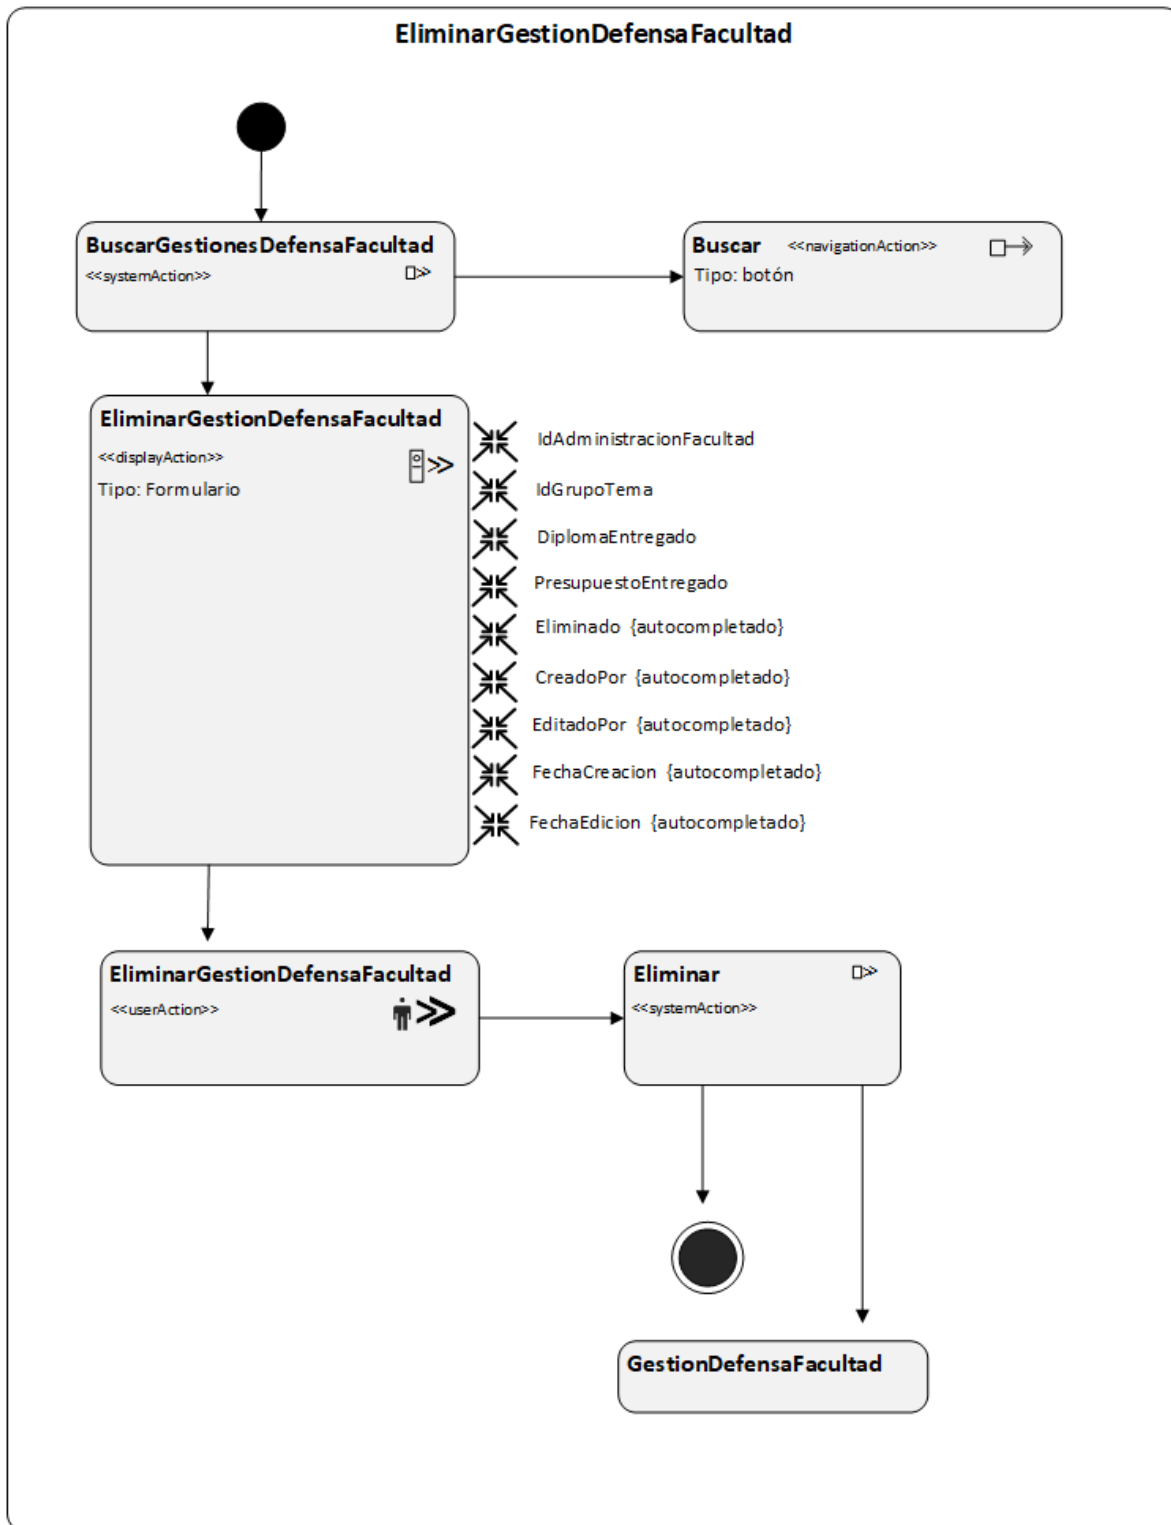 EliminarGestionDefensaFacultad
BuscarGestionesDefensaFacultad
<<systemAction>>
Buscar <<navigationAction>>
Tipo: botón
EliminarGestionDefensaFacultad
<<displayAction>>
Tipo: Formulario
IdAdministracionFacultad
IdGrupoTema
DiplomaEntregado
PresupuestoEntregado
Eliminado {autocompletado}
CreadoPor {autocompletado}
EditadoPor {autocompletado}
FechaCreacion {autocompletado}
FechaEdicion {autocompletado}
EliminarGestionDefensaFacultad
<<userAction>>
Eliminar
<<systemAction>>
GestionDefensaFacultad